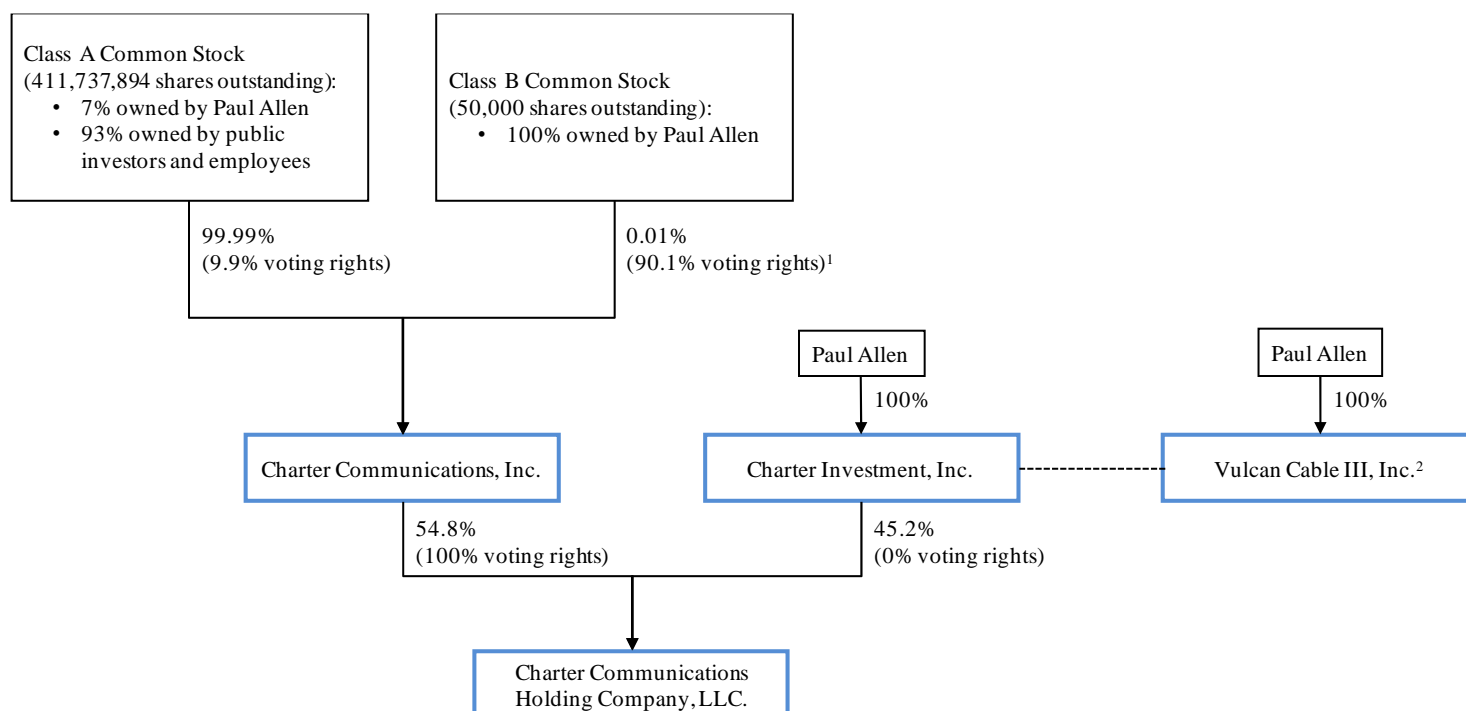 Class A Common Stock
(411,737,894 shares outstanding):
• 7% owned by Paul Allen
• 93% owned by public
investors and employees
Class B Common Stock
(50,000 shares outstanding):
• 100% owned by Paul Allen
99.99%
(9.9% voting rights)
0.01%
(90.1% voting rights)¹
Paul Allen
100%
Paul Allen
100%
Charter Communications, Inc.
Charter Investment, Inc.
Vulcan Cable III, Inc.²
54.8%
(100% voting rights)
45.2%
(0% voting rights)
Charter Communications
Holding Company, LLC.